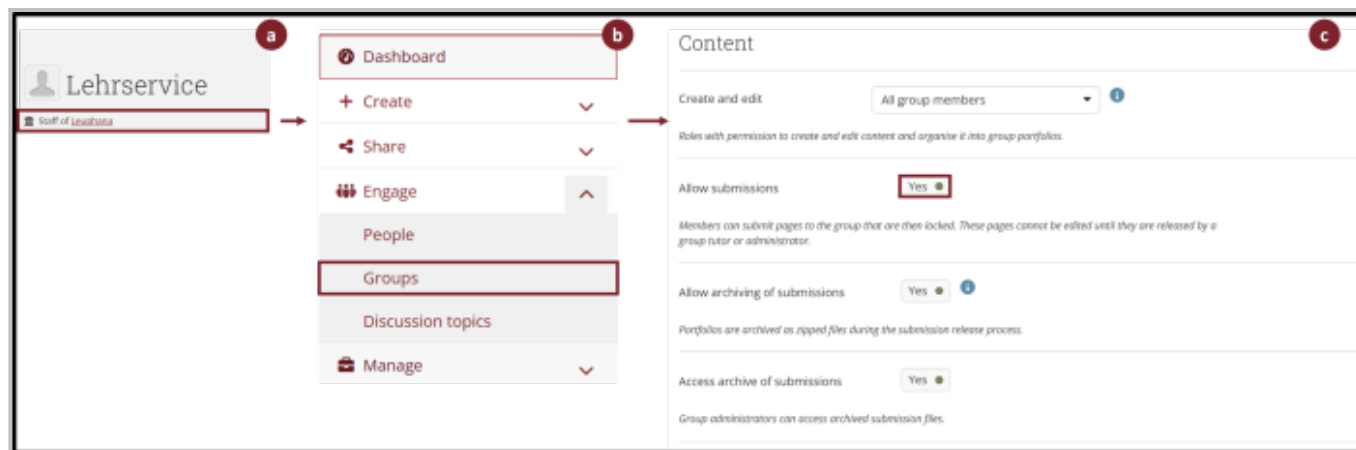 a
Lehrservice
Staff of Leuphana
b
Dashboard
Create
Share
Engage
People
Groups
Discussion topics
Manage
c
Content
Create and edit
All group members
Roles with permission to create and edit content and organise it into group portfolios.
Allow submissions
Yes
Members can submit pages to the group that are then locked. These pages cannot be edited until they are released by a
group tutor or administrator.
Allow archiving of submissions
Yes
Portfolios are archived as zipped files during the submission release process.
Access archive of submissions
Yes
Group administrators can access archived submission files.